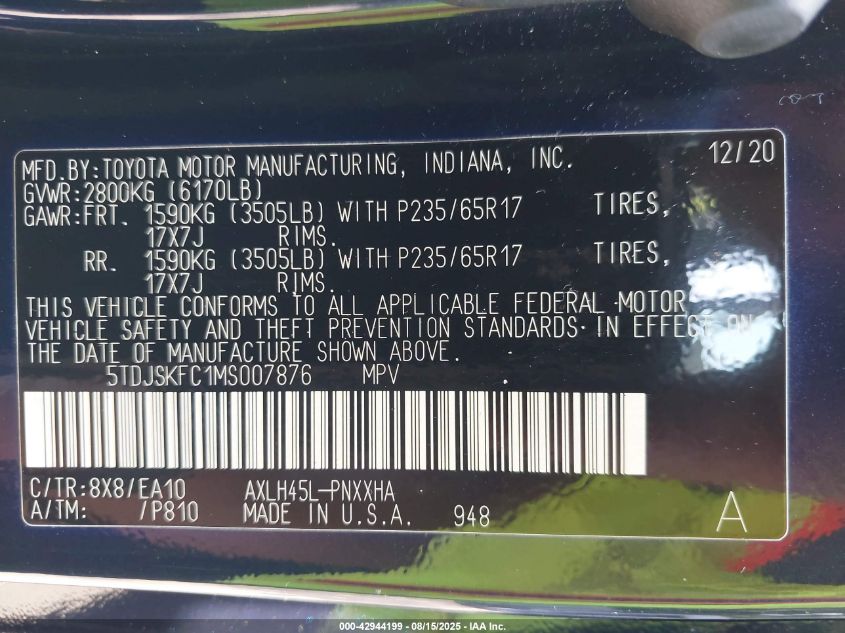 MFD.BY:TOYOTA MOTOR MANUFACTURING, INDIANA, INC. 12/20
GVWR:2800KG (6170LB)
GAWR:FRT. 1590KG (3505LB) WITH P235/65R17 TIRES,
17X7J RIMS.
RR. 1590KG (3505LB) WITH P235/65R17 TIRES,
17X7J RIMS.
THIS VEHICLE CONFORMS TO ALL APPLICABLE FEDERAL MOTOR
VEHICLE SAFETY AND THEFT PREVENTION STANDARDS IN EFFECT ON
THE DATE OF MANUFACTURE SHOWN ABOVE.
5TDJSKFC1MS007876 MPV
C/TR:8X8/EA10 AXLH45L-PNXXHA
A/TM: /P810 MADE IN U.S.A. 948 A
000-42944199 - 08/15/2025 - IAA Inc.